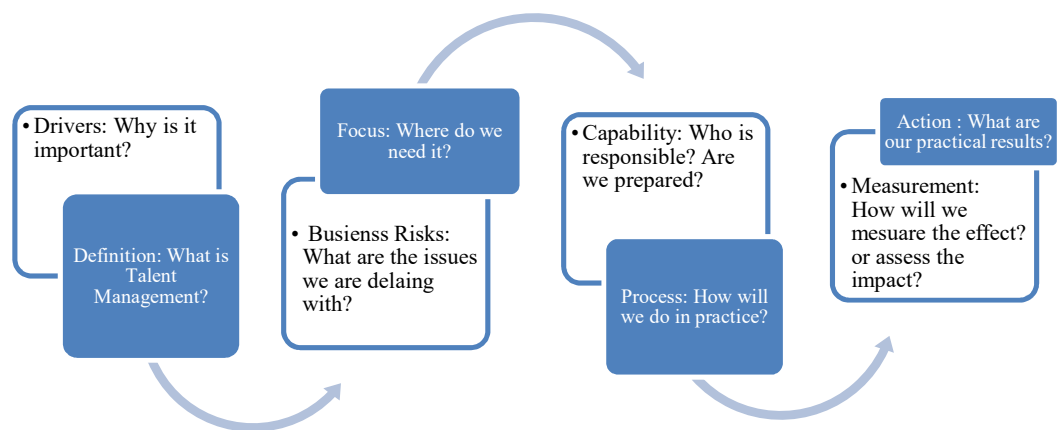 • Drivers: Why is it
important?
Definition: What is
Talent
Management?
Focus: Where do we
need it?
• Busienss Risks:
What are the issues
we are delaing
with?
• Capability: Who is
responsible? Are
we prepared?
Process: How will
we do in practice?
Action : What are
our practical results?
• Measurement:
How will we
mesuare the effect?
or assess the
impact?